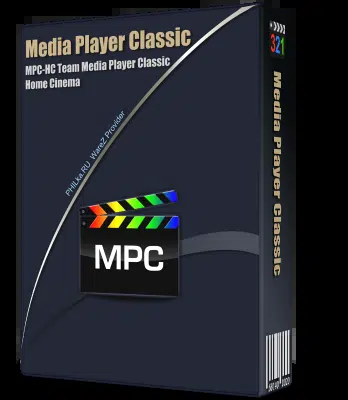 Media Player Classic
MPC-HC Team Media Player Classic
Home Cinema
PHILka.RU WareZ Provider
MPC
321
Media Player Classic